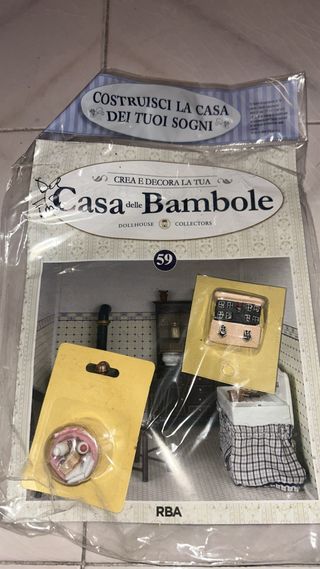 COSTRUISCI LA CASA
DEI TUOI SOGNI
CREA E DECORA LA TUA
Casa delle Bambole
DOLLHOUSE COLLECTORS
59
RBA